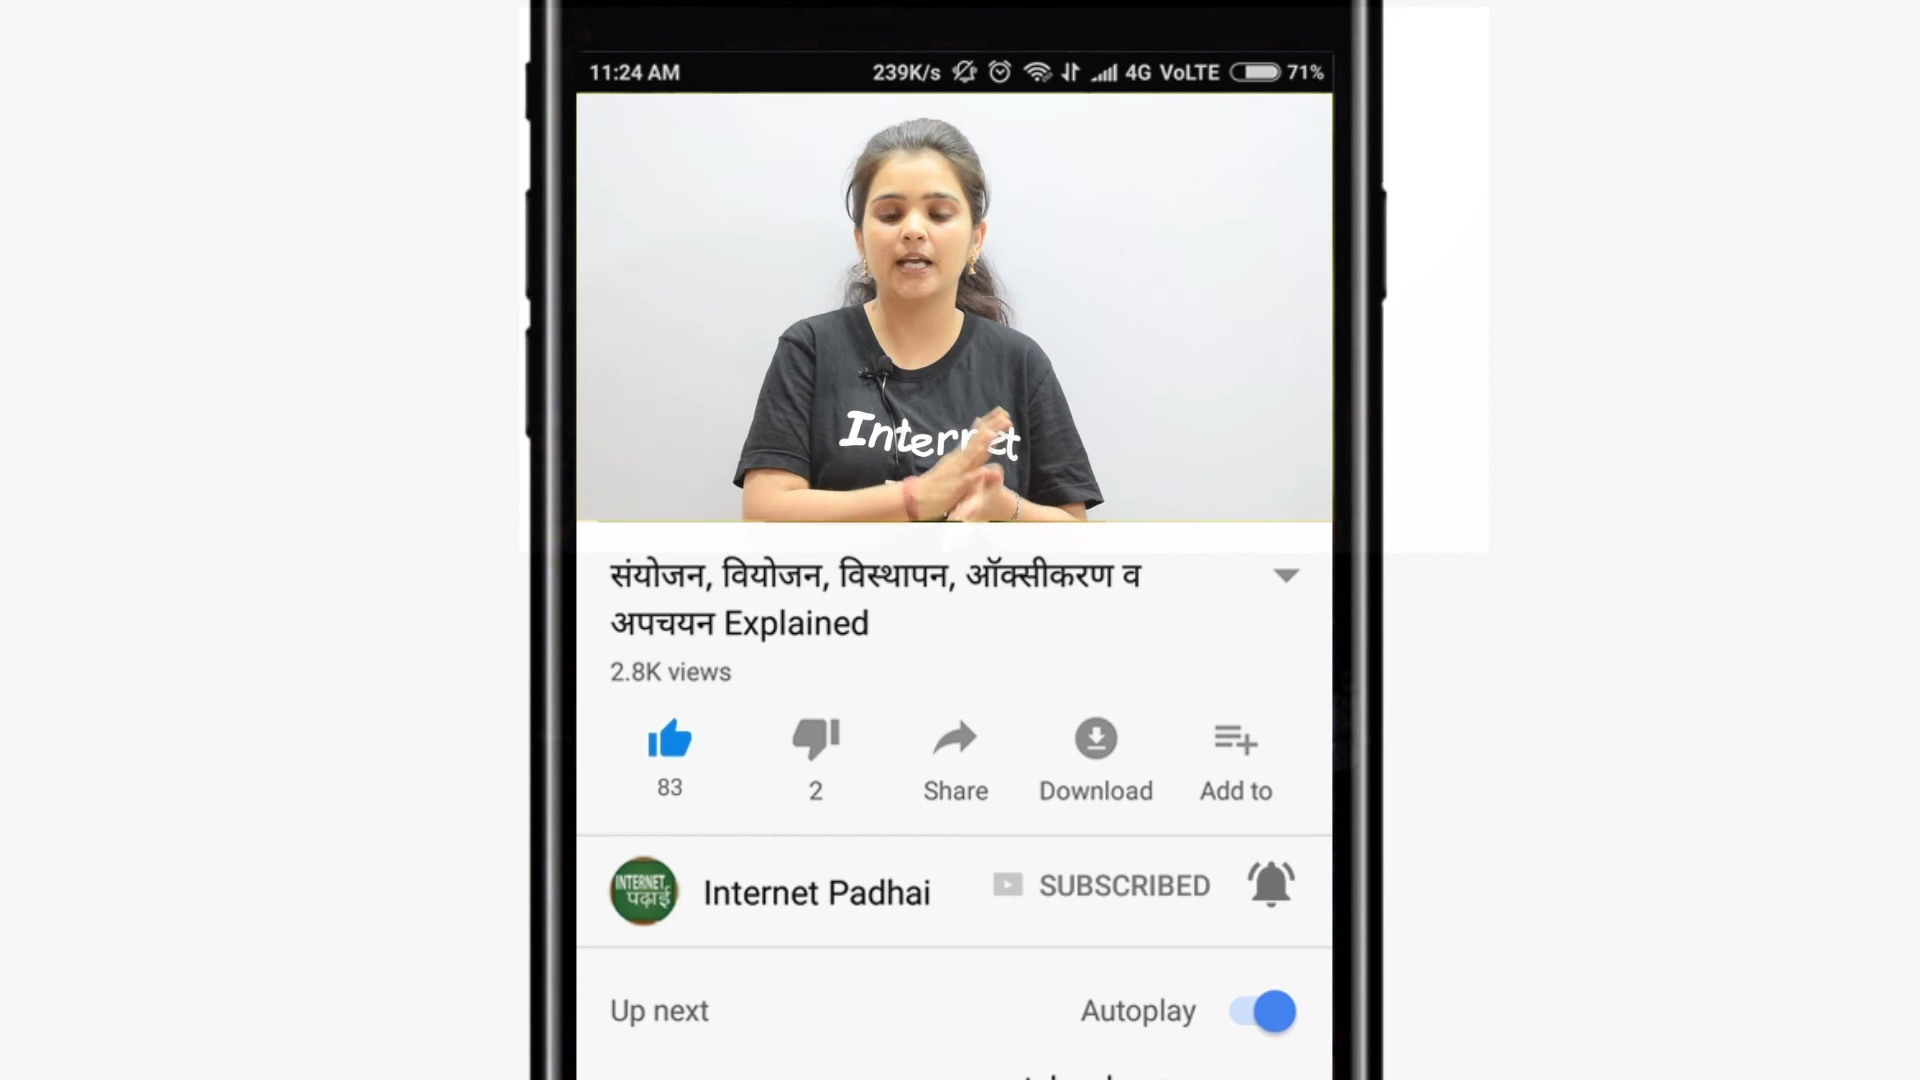 11:24 AM 239K/s 4G VoLTE 71%
Internet
संयोजन, वियोजन, विस्थापन, ऑक्सीकरण व
अपचयन Explained
2.8K views
83 2 Share Download Add to
INTERNET
पढ़ाई
Internet Padhai SUBSCRIBED
Up next Autoplay